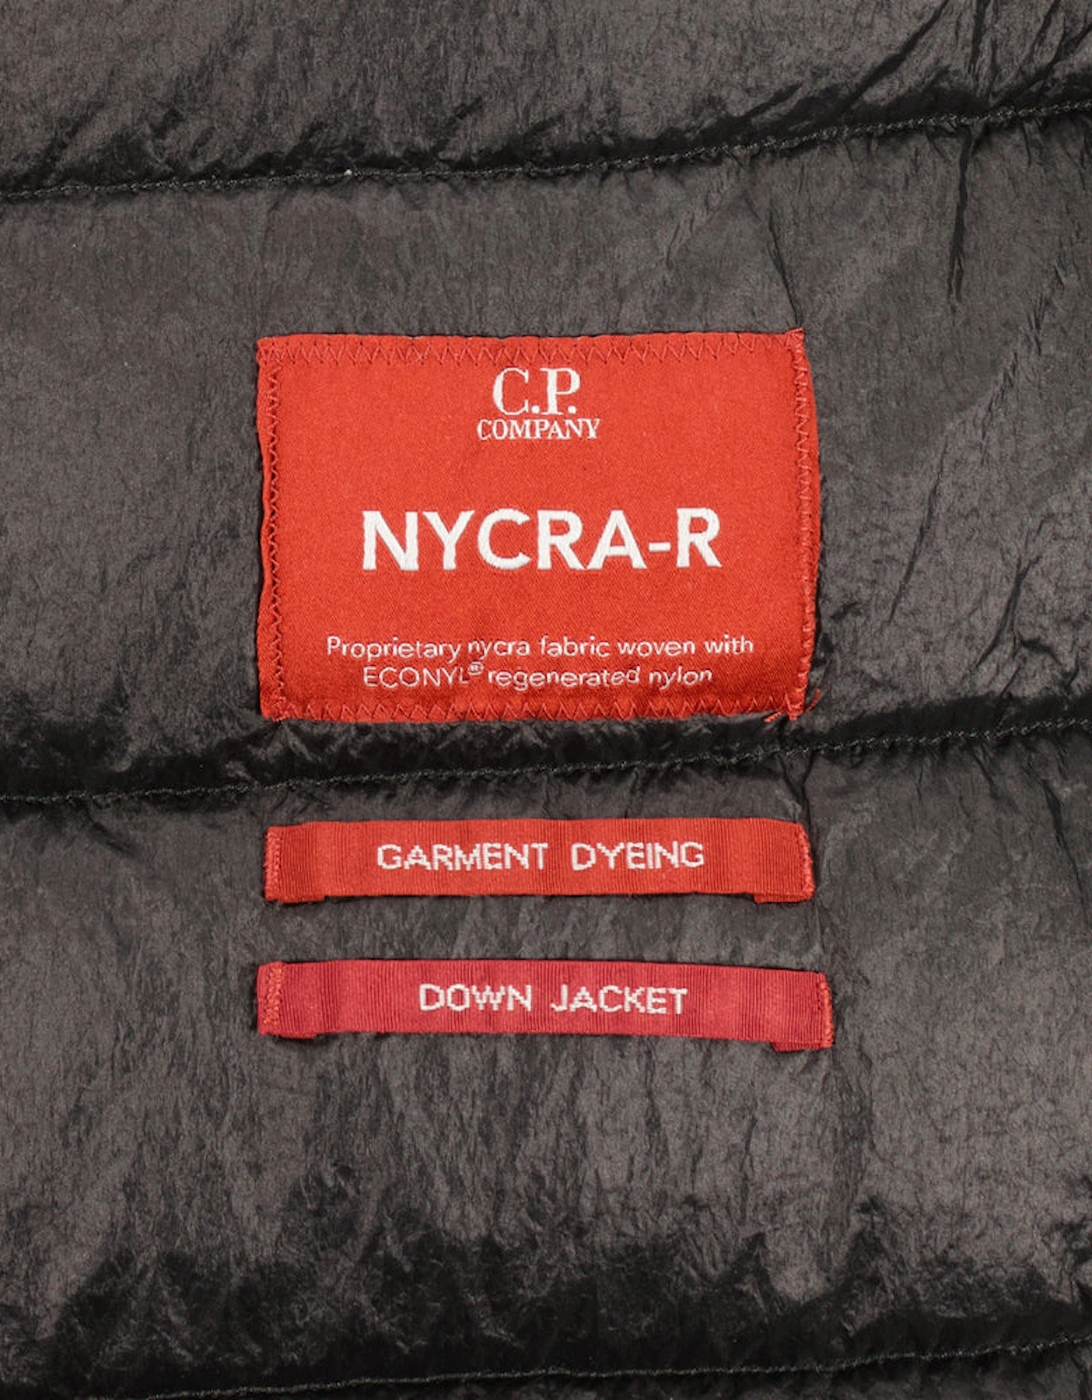 C.P.
COMPANY
NYCRA-R
Proprietary nycra fabric woven with
ECONYL® regenerated nylon
GARMENT DYEING
DOWN JACKET